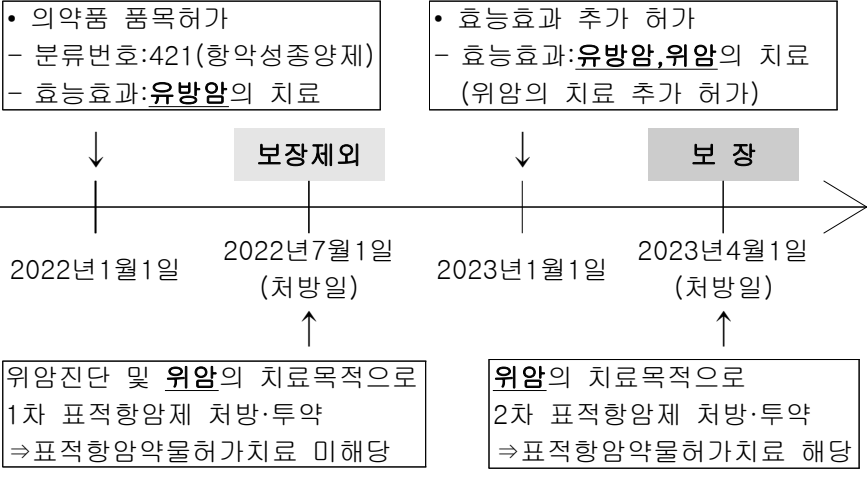 • 의약품 품목허가
- 분류번호:421(항악성종양제)
- 효능효과:유방암의 치료
• 효능효과 추가 허가
- 효능효과:유방암,위암의 치료
(위암의 치료 추가 허가)
보장제외
보 장
2022년1월1일
2022년7월1일
(처방일)
2023년1월1일
2023년4월1일
(처방일)
위암진단 및 위암의 치료목적으로
1차 표적항암제 처방·투약
⇒표적항암약물허가치료 미해당
위암의 치료목적으로
2차 표적항암제 처방·투약
⇒표적항암약물허가치료 해당